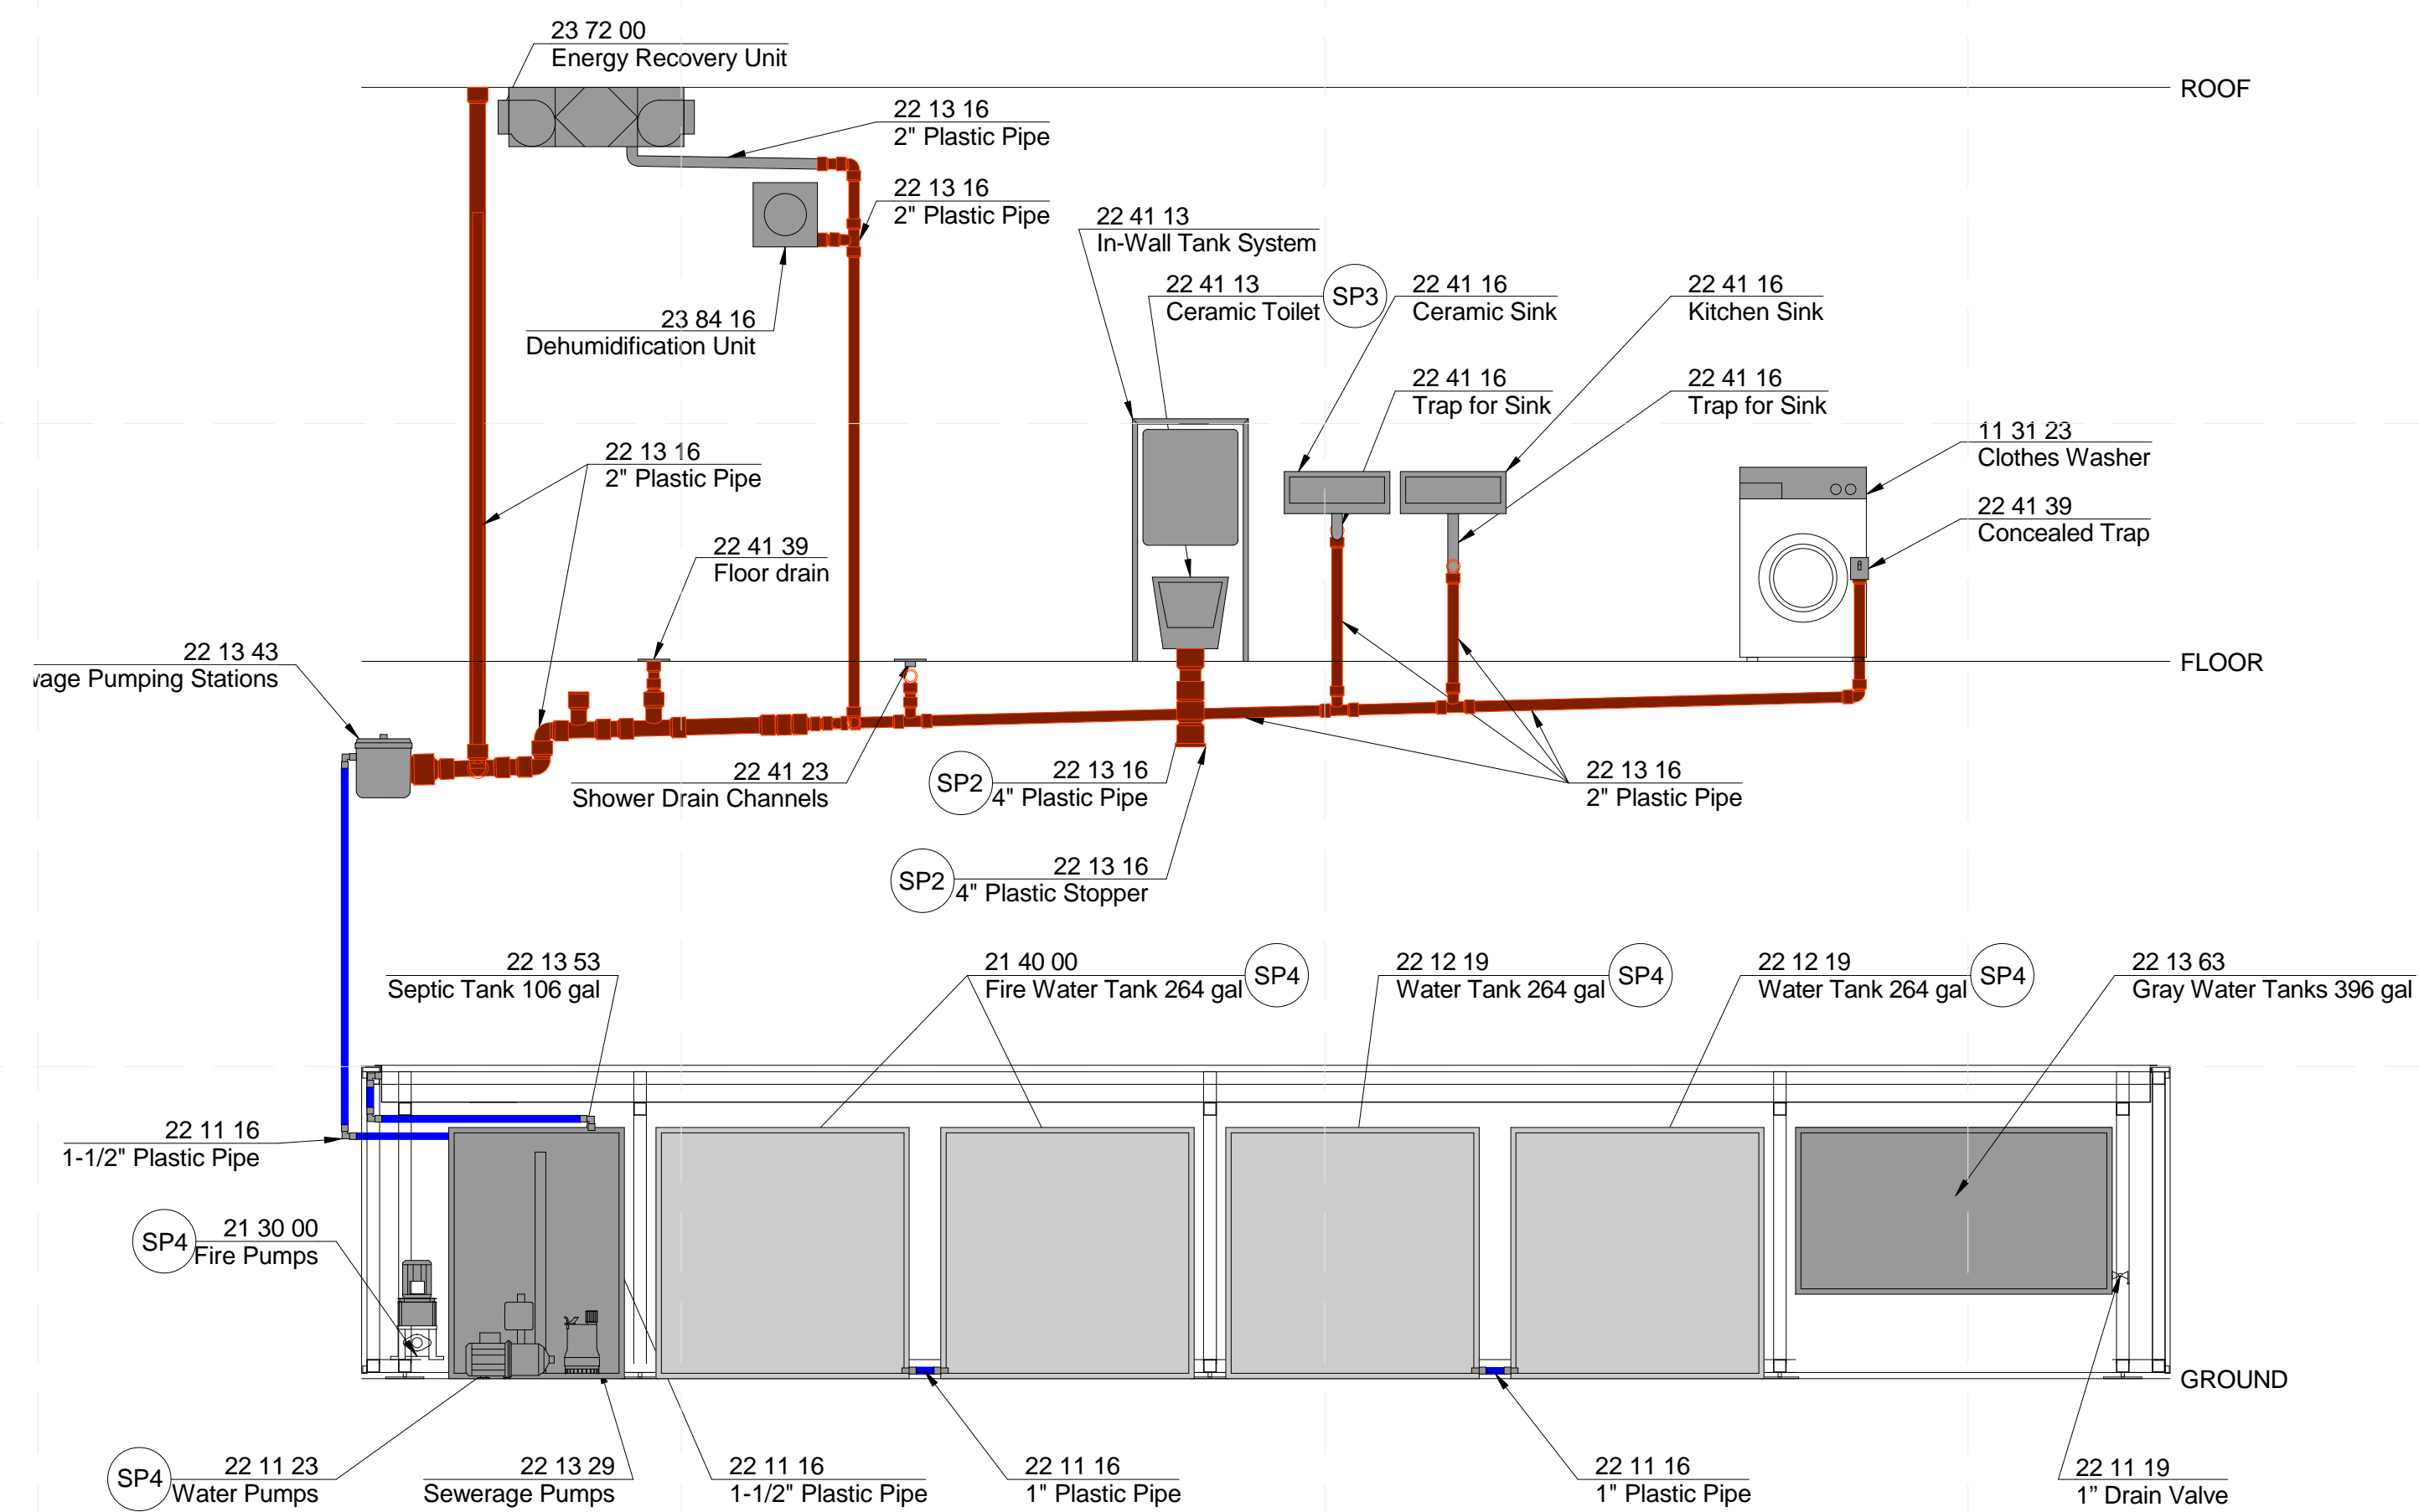 23 72 00
Energy Recovery Unit
ROOF
22 13 16
2" Plastic Pipe
22 13 16
2" Plastic Pipe
22 41 13
In-Wall Tank System
22 41 13
Ceramic Toilet
SP3
22 41 16
Ceramic Sink
22 41 16
Kitchen Sink
23 84 16
Dehumidification Unit
22 41 16
Trap for Sink
22 41 16
Trap for Sink
11 31 23
Clothes Washer
22 13 16
2" Plastic Pipe
22 41 39
Concealed Trap
22 41 39
Floor drain
22 13 43
wage Pumping Stations
FLOOR
22 41 23
Shower Drain Channels
SP2
22 13 16
4" Plastic Pipe
22 13 16
2" Plastic Pipe
SP2
22 13 16
4" Plastic Stopper
22 13 53
Septic Tank 106 gal
21 40 00
Fire Water Tank 264 gal
SP4
22 12 19
Water Tank 264 gal
SP4
22 12 19
Water Tank 264 gal
SP4
22 13 63
Gray Water Tanks 396 gal
22 11 16
1-1/2" Plastic Pipe
SP4
21 30 00
Fire Pumps
GROUND
SP4
22 11 23
Water Pumps
22 13 29
Sewerage Pumps
22 11 16
1-1/2" Plastic Pipe
22 11 16
1" Plastic Pipe
22 11 16
1" Plastic Pipe
22 11 19
1” Drain Valve